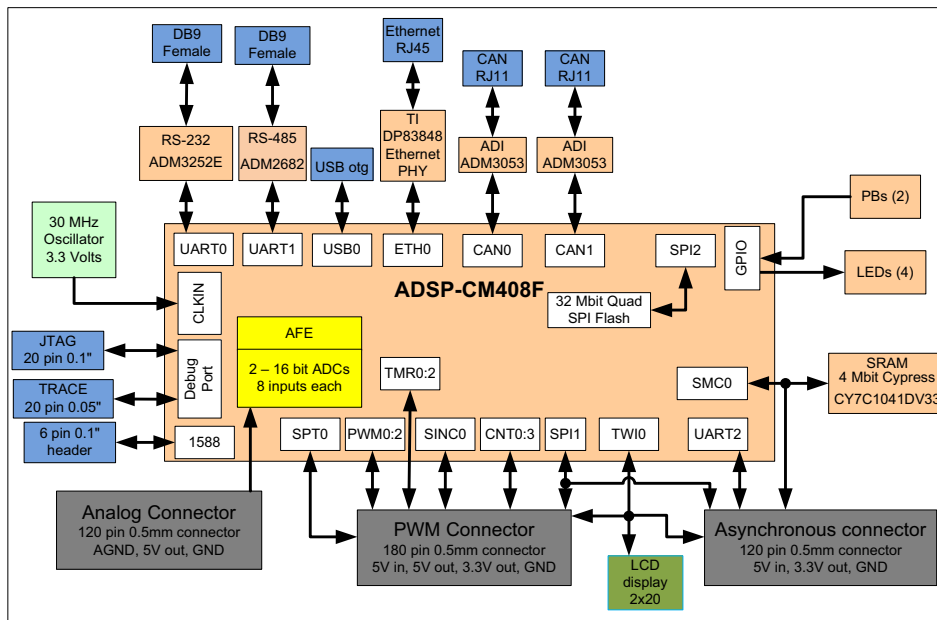 DB9
Female
DB9
Female
Ethernet
RJ45
CAN
RJ11
CAN
RJ11
RS-232
ADM3252E
RS-485
ADM2682
USB otg
TI
DP83848
Ethernet
PHY
ADI
ADM3053
ADI
ADM3053
PBs (2)
LEDs (4)
30 MHz
Oscillator
3.3 Volts
UART0
UART1
USB0
ETH0
CAN0
CAN1
SPI2
GPIO
ADSP-CM408F
CLKIN
32 Mbit Quad
SPI Flash
JTAG
20 pin 0.1"
TRACE
20 pin 0.05"
6 pin 0.1"
header
Debug
Port
1588
AFE
2 – 16 bit ADCs
8 inputs each
TMR0:2
SMC0
SRAM
4 Mbit Cypress
CY7C1041DV33
SPT0
PWM0:2
SINC0
CNT0:3
SPI1
TWI0
UART2
Analog Connector
120 pin 0.5mm connector
AGND, 5V out, GND
PWM Connector
180 pin 0.5mm connector
5V in, 5V out, 3.3V out, GND
Asynchronous connector
120 pin 0.5mm connector
5V in, 3.3V out, GND
LCD
display
2x20